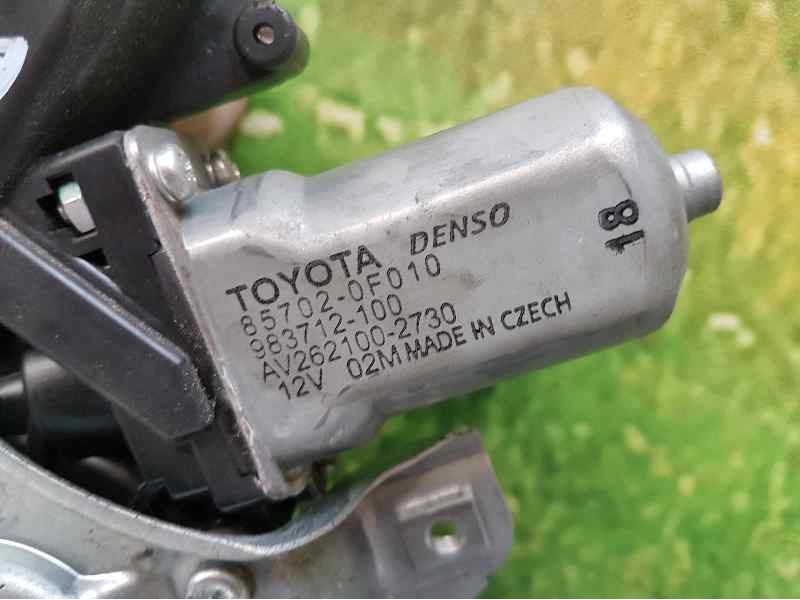 TOYOTA DENSO
85702-0F010
983712-100
AV262100-2730
12V 02M MADE IN CZECH
18